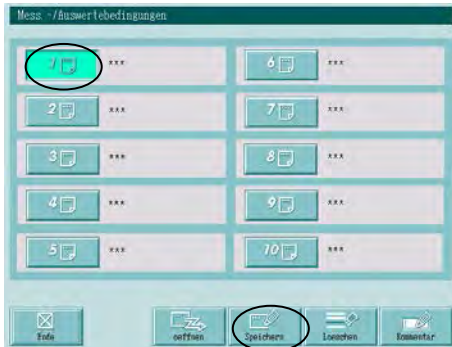 Mess -/Auswertebedingungen
1 *** 6 ***
2 *** 7 ***
3 *** 8 ***
4 *** 9 ***
5 *** 10 ***
Ende oeffnen Speichern Loeschen Kommentar